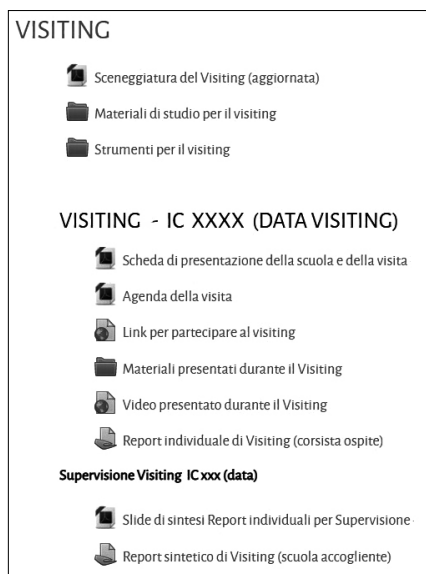 VISITING
Sceneggiatura del Visiting (aggiornata)
Materiali di studio per il visiting
Strumenti per il visiting
VISITING - IC XXXX (DATA VISITING)
Scheda di presentazione della scuola e della visita
Agenda della visita
Link per partecipare al visiting
Materiali presentati durante il Visiting
Video presentato durante il Visiting
Report individuale di Visiting (corsista ospite)
Supervisione Visiting IC xxx (data)
Slide di sintesi Report individuali per Supervisione -
Report sintetico di Visiting (scuola accogliente)